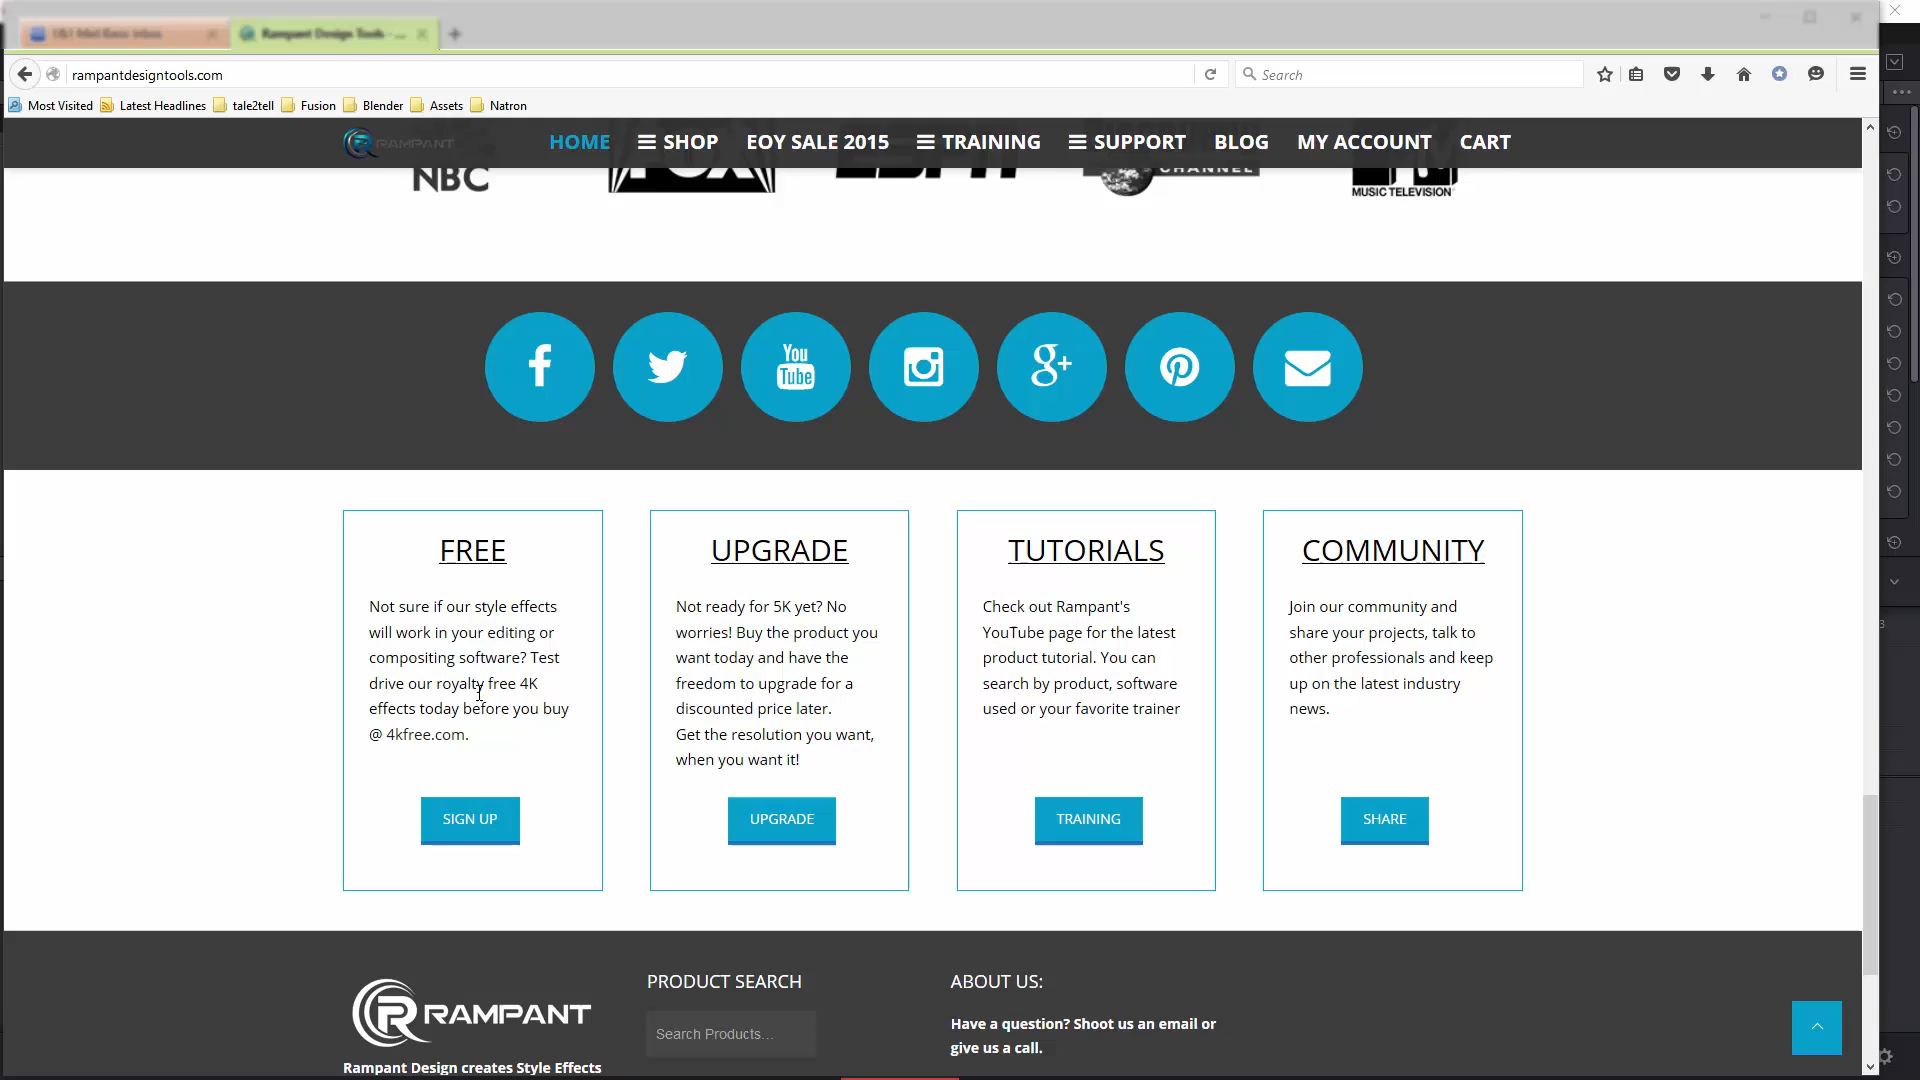 Rampant Design Tools - ...
rampantdesigntools.com
Search
Most Visited Latest Headlines tale2tell Fusion Blender Assets Natron
RAMPANT HOME SHOP EOY SALE 2015 TRAINING SUPPORT BLOG MY ACCOUNT CART
NBC FOX ESPN CHANNEL MUSIC TELEVISION
You
Tube
g+
FREE
Not sure if our style effects
will work in your editing or
compositing software? Test
drive our royalty free 4K
effects today before you buy
@ 4kfree.com.
SIGN UP
UPGRADE
Not ready for 5K yet? No
worries! Buy the product you
want today and have the
freedom to upgrade for a
discounted price later.
Get the resolution you want,
when you want it!
UPGRADE
TUTORIALS
Check out Rampant's
YouTube page for the latest
product tutorial. You can
search by product, software
used or your favorite trainer
TRAINING
COMMUNITY
Join our community and
share your projects, talk to
other professionals and keep
up on the latest industry
news.
SHARE
RAMPANT
Rampant Design creates Style Effects
PRODUCT SEARCH
Search Products...
ABOUT US:
Have a question? Shoot us an email or
give us a call.